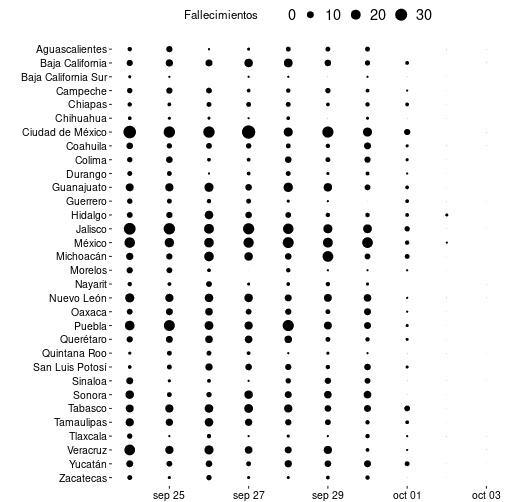 Fallecimientos 0 10 20 30
Aguascalientes
Baja California
Baja California Sur
Campeche
Chiapas
Chihuahua
Ciudad de México
Coahuila
Colima
Durango
Guanajuato
Guerrero
Hidalgo
Jalisco
México
Michoacán
Morelos
Nayarit
Nuevo León
Oaxaca
Puebla
Querétaro
Quintana Roo
San Luis Potosí
Sinaloa
Sonora
Tabasco
Tamaulipas
Tlaxcala
Veracruz
Yucatán
Zacatecas
sep 25 sep 27 sep 29 oct 01 oct 03